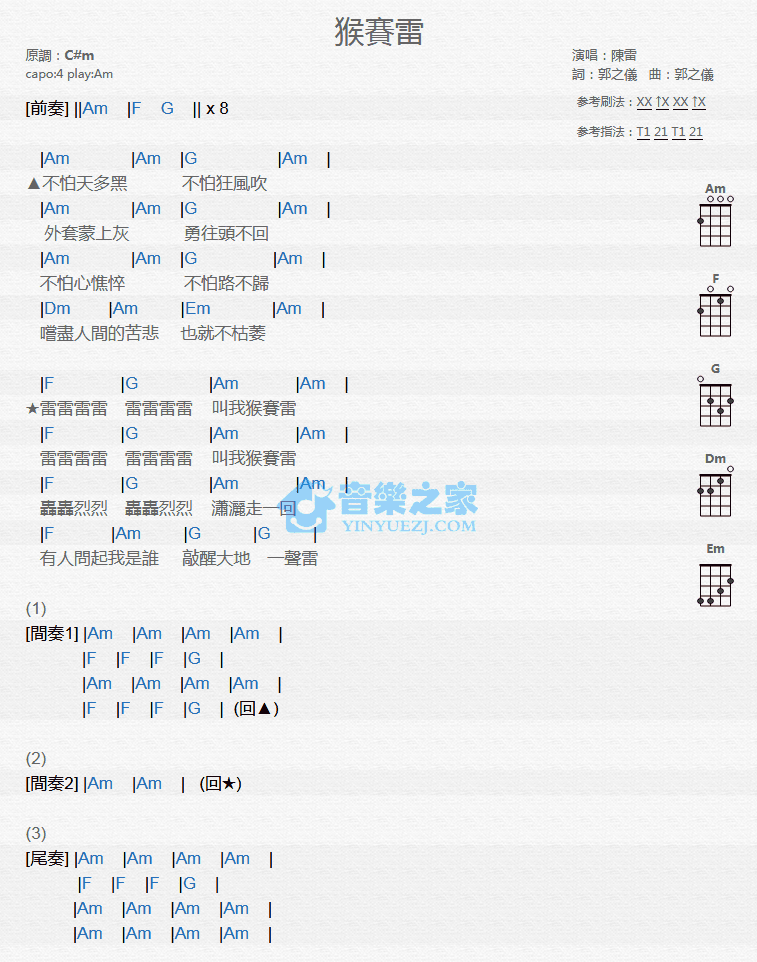 猴賽雷
原調：C#m
capo:4 play:Am
演唱：陳雷
詞：郭之儀 曲：郭之儀
参考刷法：XX ↑X XX ↑X
参考指法：T1 21 T1 21
[前奏] ||Am |F G || x 8
|Am |Am |G |Am |
▲不怕天多黑 不怕狂風吹
|Am |Am |G |Am |
外套蒙上灰 勇往頭不回
|Am |Am |G |Am |
不怕心憔悴 不怕路不歸
|Dm |Am |Em |Am |
嚐盡人間的苦悲 也就不枯萎
|F |G |Am |Am |
★雷雷雷雷 雷雷雷雷 叫我猴賽雷
|F |G |Am |Am |
雷雷雷雷 雷雷雷雷 叫我猴賽雷
|F |G |Am |Am |
轟轟烈烈 轟轟烈烈 瀟灑走一回
|F |Am |G |G |
有人問起我是誰 敲醒大地 一聲雷
(1)
[間奏1] |Am |Am |Am |Am |
|F |F |F |G |
|Am |Am |Am |Am |
|F |F |F |G | (回▲)
(2)
[間奏2] |Am |Am | (回★)
(3)
[尾奏] |Am |Am |Am |Am |
|F |F |F |G |
|Am |Am |Am |Am |
|Am |Am |Am |Am |
Am
F
G
Dm
Em
音樂之家
YINYUEZJ.COM